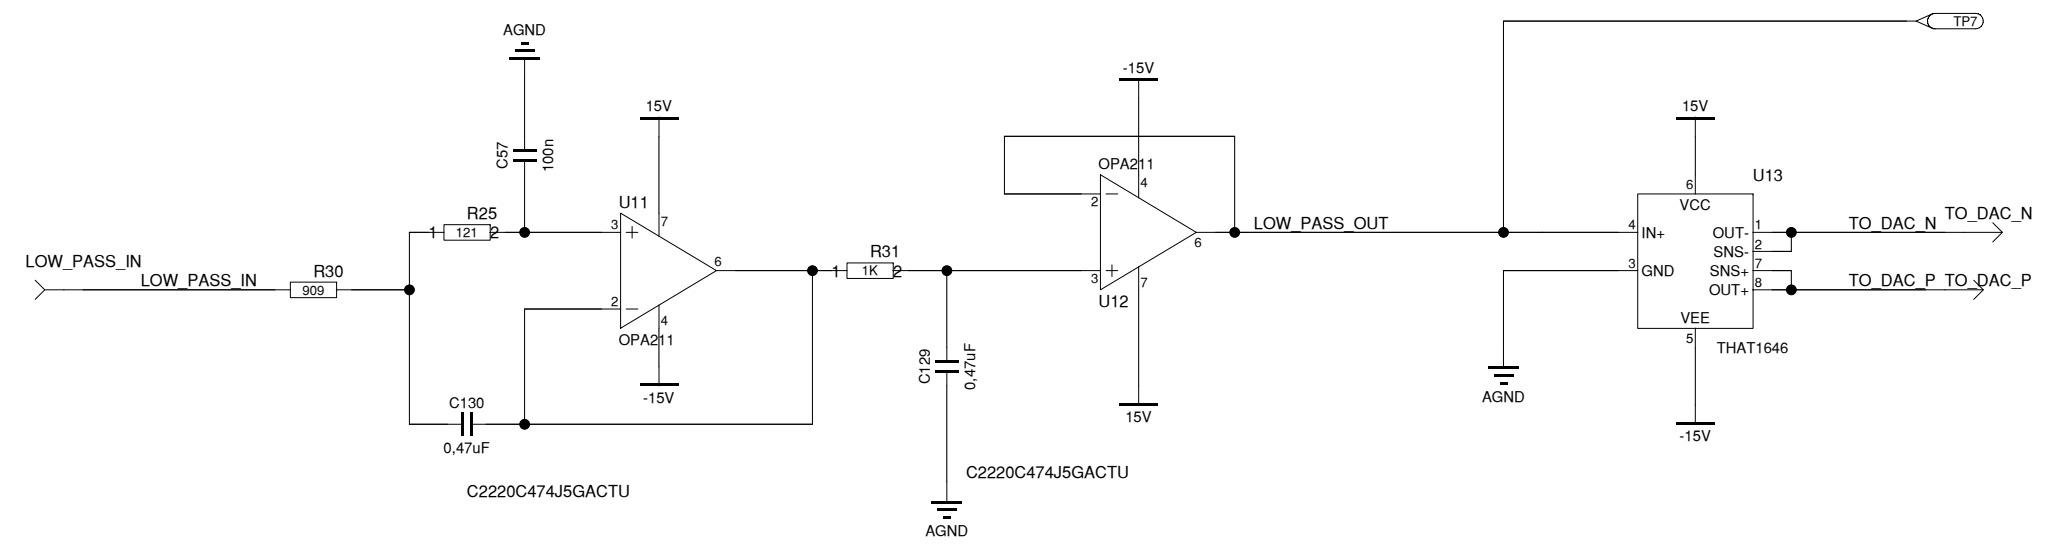 AGND
C57
100n
15V
U11
R25
1
121
2
3
7
LOW_PASS_IN
LOW_PASS_IN
R30
909
6
2
4
OPA211
-15V
C130
0,47uF
C2220C474J5GACTU
R31
1
1K
2
C129
0,47uF
AGND
C2220C474J5GACTU
-15V
OPA211
4
2
6
3
7
U12
15V
LOW_PASS_OUT
TP7
15V
U13
6
VCC
4
IN+
OUT-
1
SNS-
2
3
GND
SNS+
7
OUT+
8
VEE
5
THAT1646
-15V
AGND
TO_DAC_N
TO_DAC_N
TO_DAC_P
TO_DAC_P